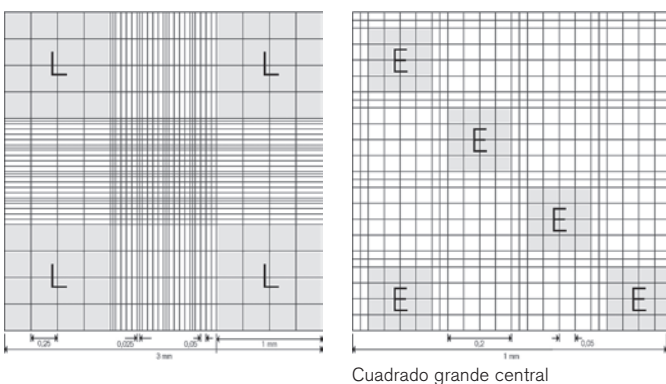 L L
L L
0,25 0,025 0,05 1 mm
3 mm
E
E
E
E E
0,2 0,05
1 mm
Cuadrado grande central